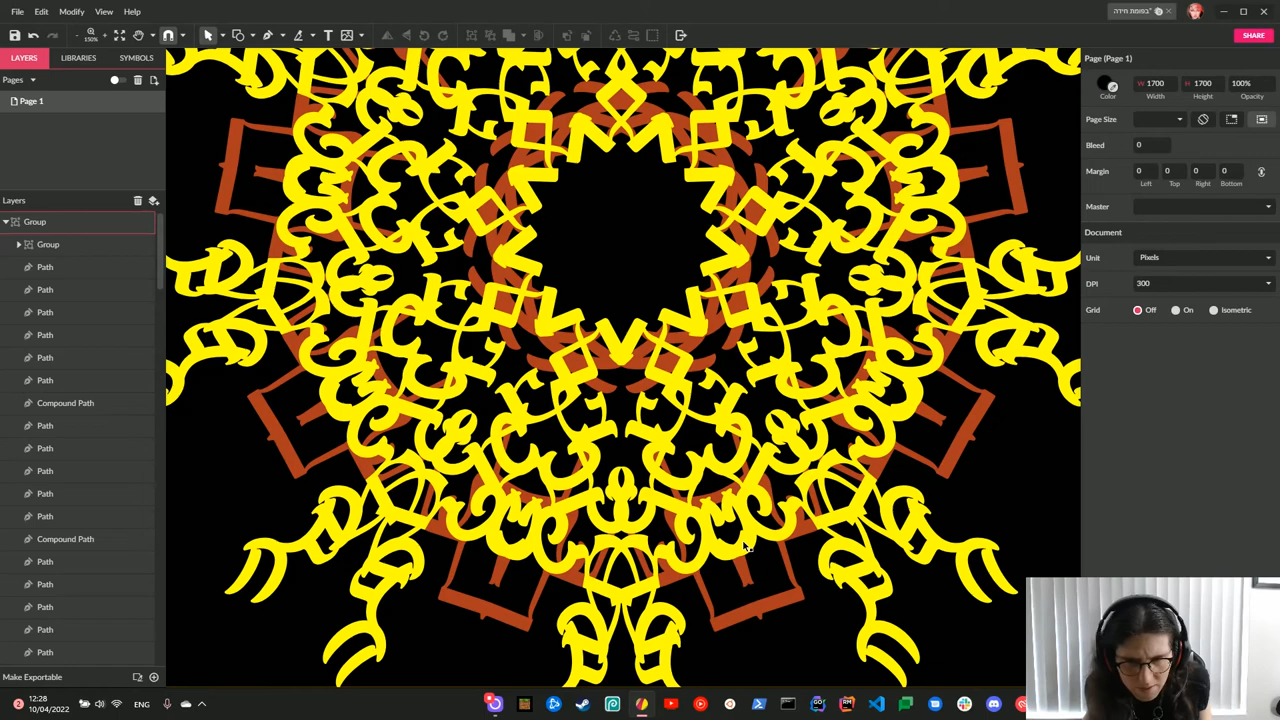 File Edit Modify View Help
"בפומת חידה
150%
SHARE
LAYERS LIBRARIES SYMBOLS
Pages
Page 1
Layers
Group
Group
Path
Path
Path
Path
Path
Path
Compound Path
Path
Path
Path
Path
Path
Compound Path
Path
Path
Path
Path
Path
Make Exportable
Page (Page 1)
W 1700 H 1700 100%
Color Width Height Opacity
Page Size
Bleed 0
Margin 0 0 0 0
Left Top Right Bottom
Master
Document
Unit Pixels
DPI 300
Grid Off On Isometric
2 12:28
10/04/2022
ENG